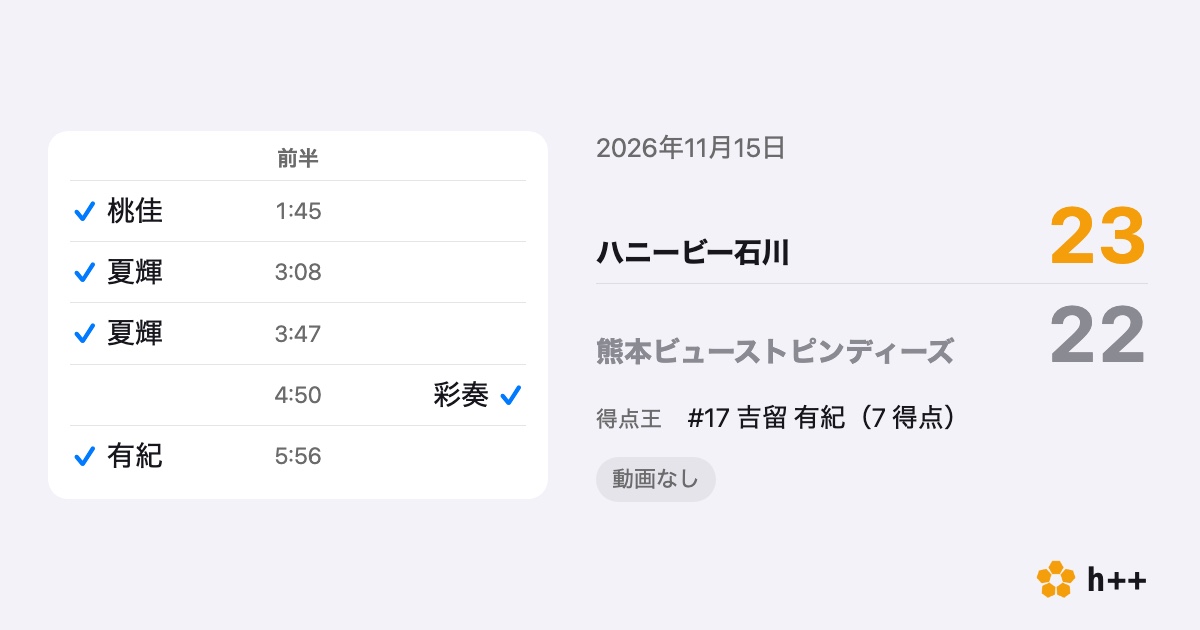 前半
桃佳 1:45
夏輝 3:08
夏輝 3:47
4:50 彩奏
有紀 5:56
2026年11月15日
ハニービー石川 23
熊本ビューストピンディーズ 22
得点王 #17 吉留 有紀（7 得点）
動画なし
h++